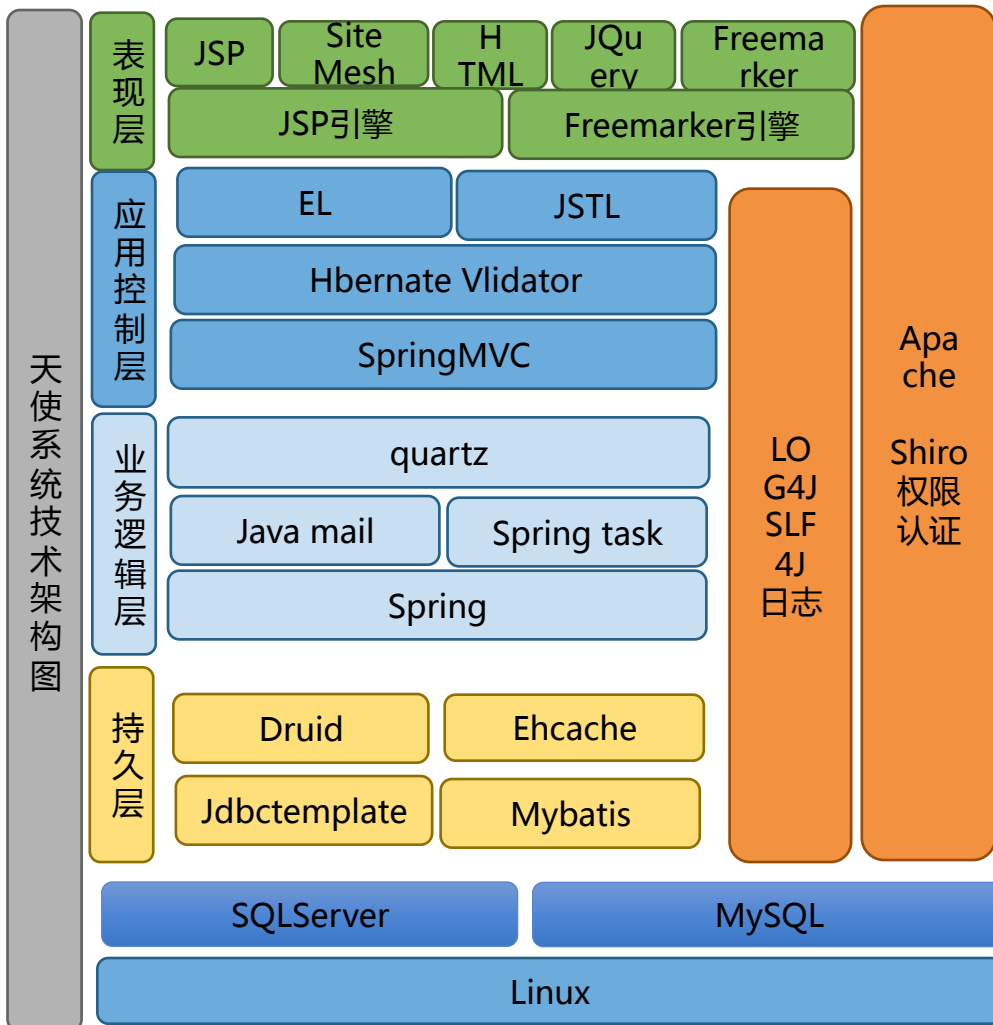 天使系统技术架构图
表现层
JSP
Site
Mesh
H
TML
JQu
ery
Freema
rker
JSP引擎
Freemarker引擎
应用控制层
EL
JSTL
Hbernate Vlidator
SpringMVC
业务逻辑层
quartz
Java mail
Spring task
Spring
持久层
Druid
Ehcache
Jdbctemplate
Mybatis
LO
G4J
SLF
4J
日志
Apa
che
Shiro
权限
认证
SQLServer
MySQL
Linux